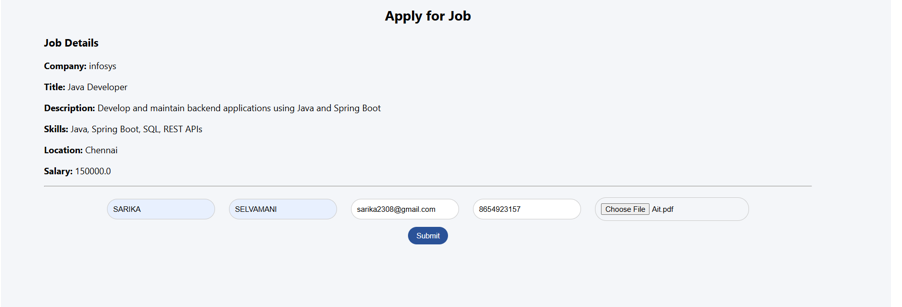 Apply for Job
Job Details
Company: infosys
Title: Java Developer
Description: Develop and maintain backend applications using Java and Spring Boot
Skills: Java, Spring Boot, SQL, REST APIs
Location: Chennai
Salary: 150000.0
SARIKA SELVAMANI sarika2308@gmail.com 8654923157 Choose File Ait.pdf
Submit